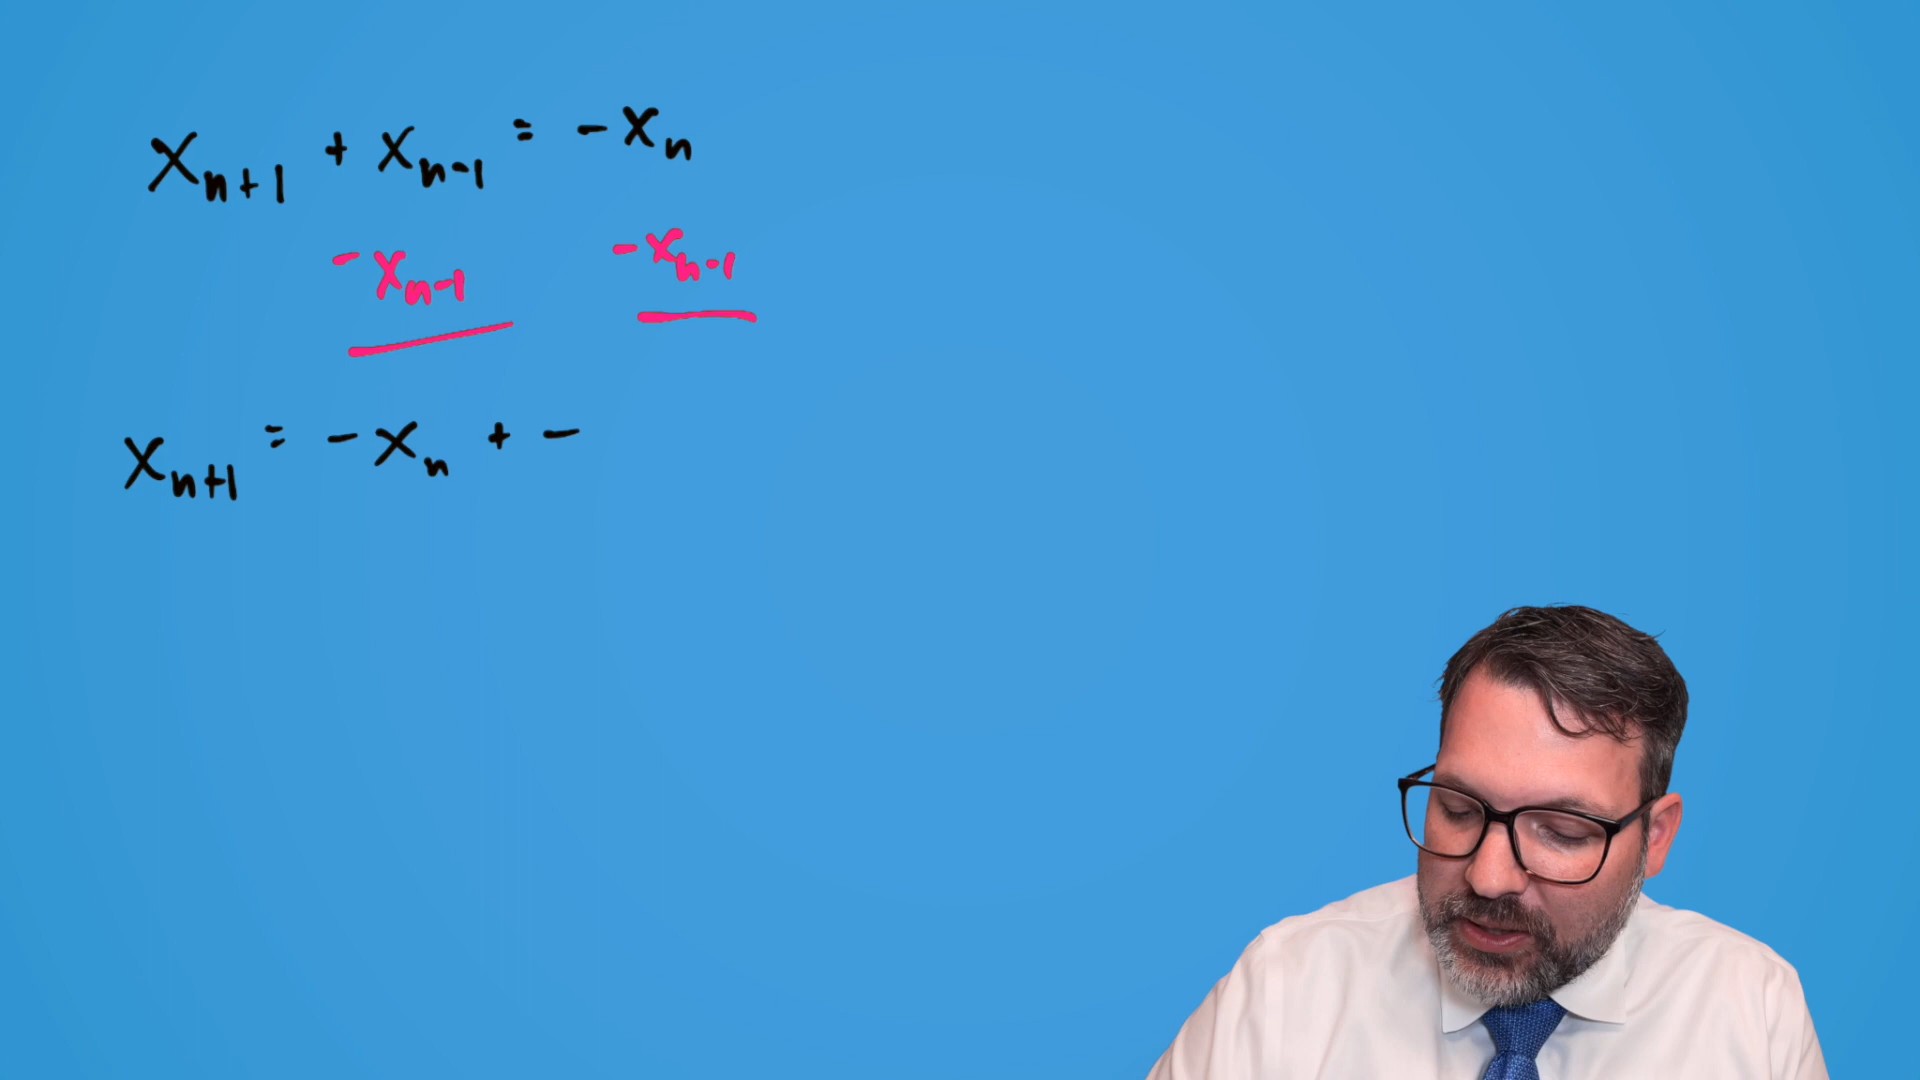 Xₙ₊₁ + Xₙ₋₁ = -Xₙ
-Xₙ₋₁ -Xₙ₋₁
Xₙ₊₁ = -Xₙ + -